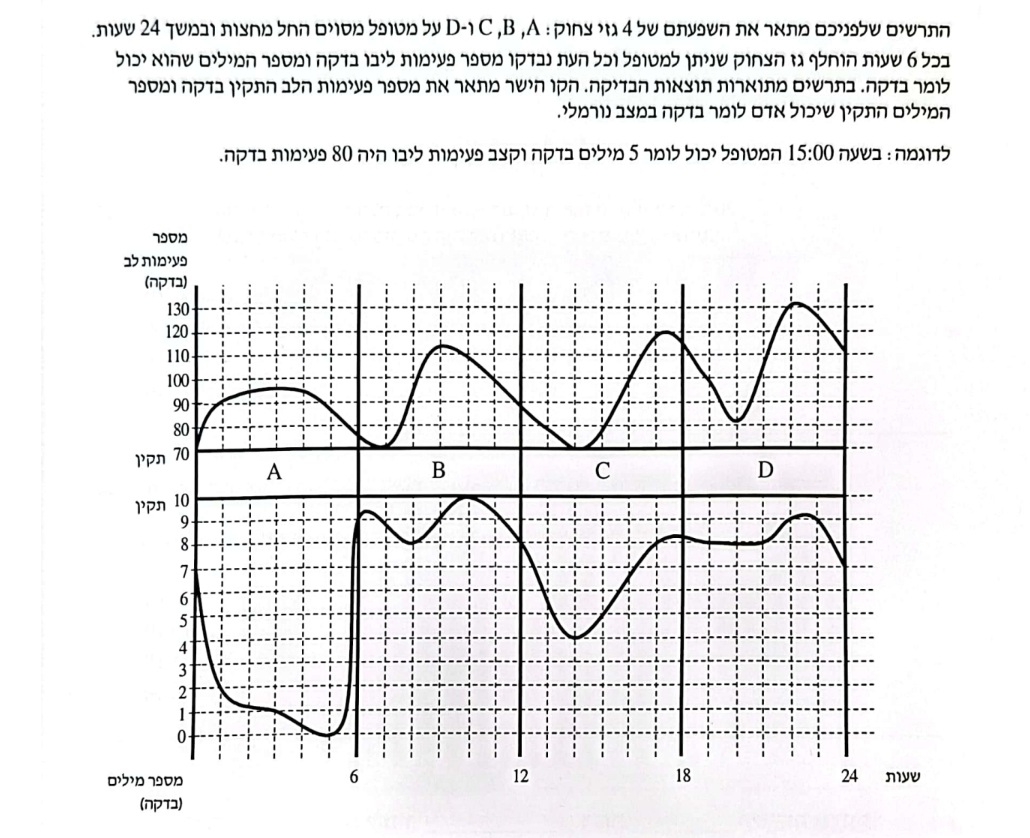 התרשים שלפניכם מתאר את השפעתם של 4 גזי צחוק: A, B, C ו-D על מטופל מסוים החל מחצות ובמשך 24 שעות.
בכל 6 שעות הוחלף גז הצחוק שניתן למטופל וכל העת נבדקו מספר פעימות ליבו בדקה ומספר המילים שהוא יכול
לומר בדקה. בתרשים מתוארות תוצאות הבדיקה. הקו הישר מתאר את מספר פעימות הלב התקין בדקה ומספר
המילים התקין שיכול אדם לומר בדקה במצב נורמלי.
לדוגמה: בשעה 15:00 המטופל יכול לומר 5 מילים בדקה וקצב פעימות ליבו היה 80 פעימות בדקה.
מספר
פעימות לב
(בדקה)
130
120
110
100
90
80
70 תקין
A B C D
10 תקין
9
8
7
6
5
4
3
2
1
0
6 12 18 24 שעות
מספר מילים
(בדקה)